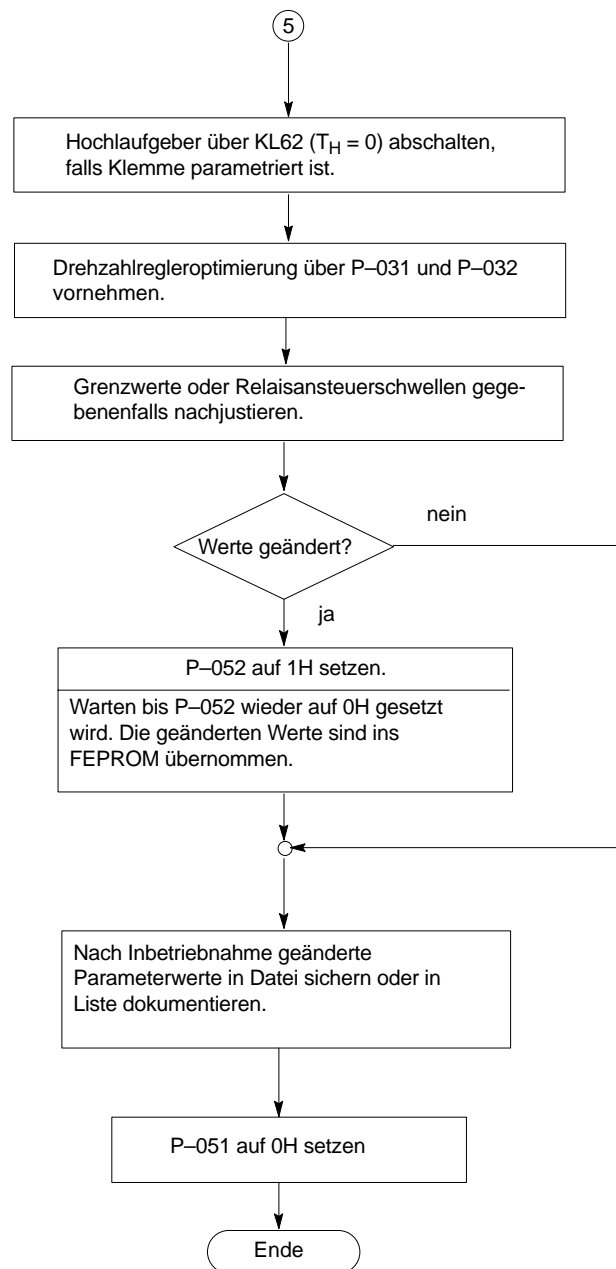 5
Hochlaufgeber über KL62 (TH = 0) abschalten,
falls Klemme parametriert ist.
Drehzahlregleroptimierung über P–031 und P–032
vornehmen.
Grenzwerte oder Relaisansteuerschwellen gege-
benenfalls nachjustieren.
nein
Werte geändert?
ja
P–052 auf 1H setzen.
Warten bis P–052 wieder auf 0H gesetzt
wird. Die geänderten Werte sind ins
FEPROM übernommen.
Nach Inbetriebnahme geänderte
Parameterwerte in Datei sichern oder in
Liste dokumentieren.
P–051 auf 0H setzen
Ende